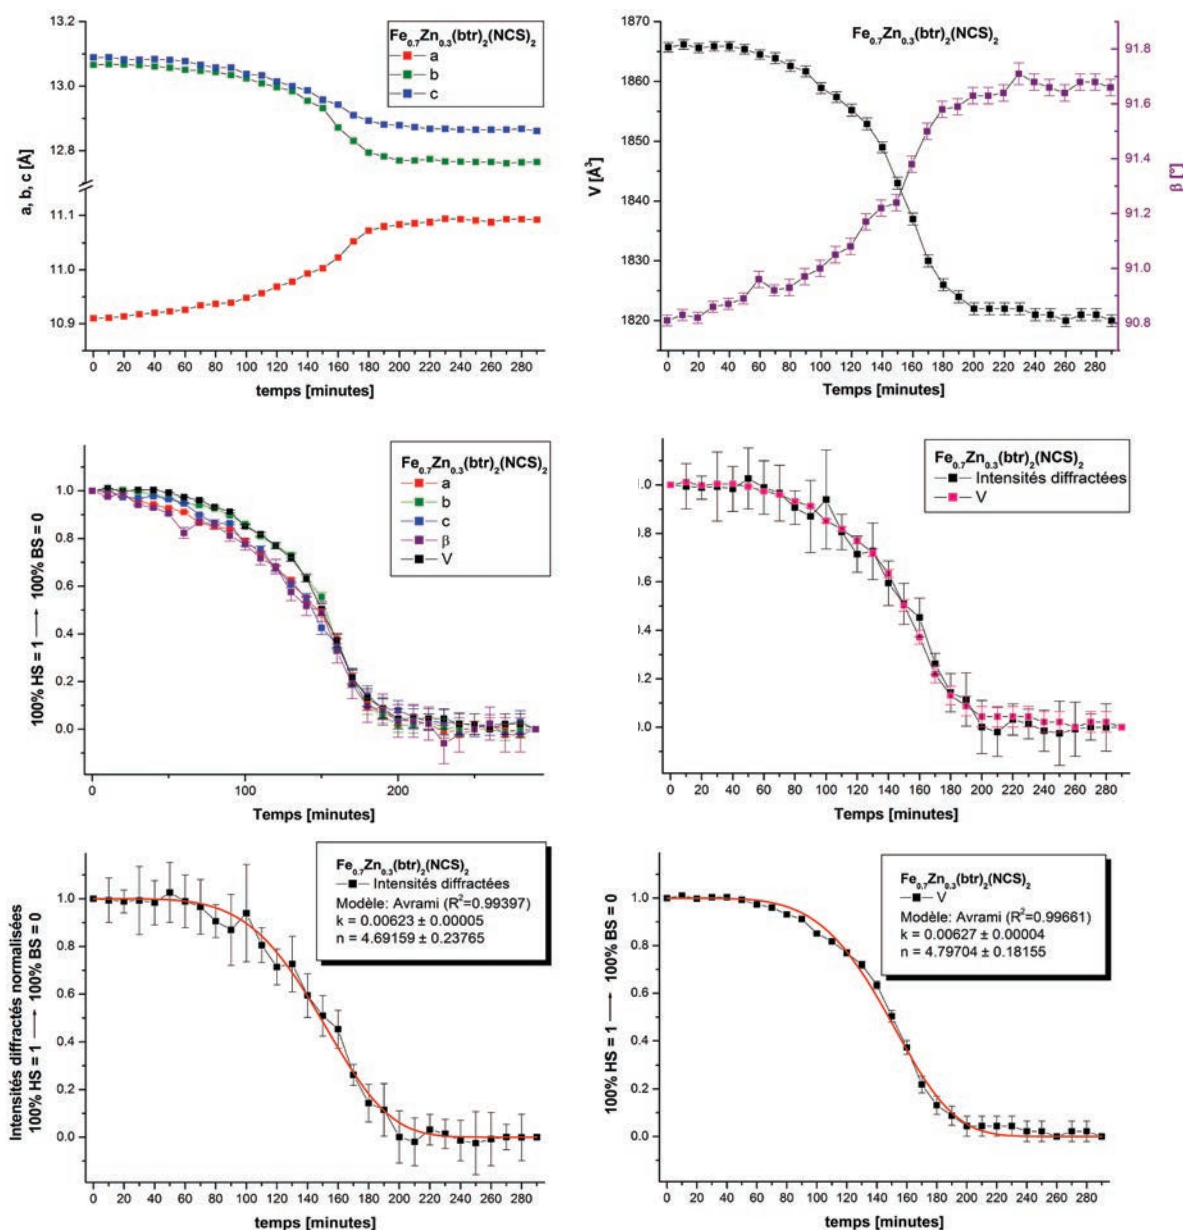 Fe0.7Zn0.3(btr)2(NCS)2
a
b
c
a, b, c [Å]
13.2
13.0
12.8
11.1
11.0
10.9
0 20 40 60 80 100 120 140 160 180 200 220 240 260 280
temps [minutes]
Fe0.7Zn0.3(btr)2(NCS)2
V [Å3]
1870
1860
1850
1840
1830
1820
91.8
91.6
91.4
91.2
91.0
90.8
β [°]
0 20 40 60 80 100 120 140 160 180 200 220 240 260 280
Temps [minutes]
Fe0.7Zn0.3(btr)2(NCS)2
a
b
c
β
V
100% HS = 1 → 100% BS = 0
1.0
0.8
0.6
0.4
0.2
0.0
0 100 200
Temps [minutes]
Fe0.7Zn0.3(btr)2(NCS)2
Intensités diffractées
V
0 20 40 60 80 100 120 140 160 180 200 220 240 260 280
Temps [minutes]
Fe0.7Zn0.3(btr)2(NCS)2
Intensités diffractées
Modèle: Avrami (R2=0.99397)
k = 0.00623 ± 0.00005
n = 4.69159 ± 0.23765
Intensités diffractés normalisées
100% HS = 1 → 100% BS = 0
1.0
0.8
0.6
0.4
0.2
0.0
0 20 40 60 80 100 120 140 160 180 200 220 240 260 280
temps [minutes]
Fe0.7Zn0.3(btr)2(NCS)2
V
Modèle: Avrami (R2=0.99661)
k = 0.00627 ± 0.00004
n = 4.79704 ± 0.18155
100% HS = 1 → 100% BS = 0
1.0
0.8
0.6
0.4
0.2
0.0
0 20 40 60 80 100 120 140 160 180 200 220 240 260 280
temps [minutes]